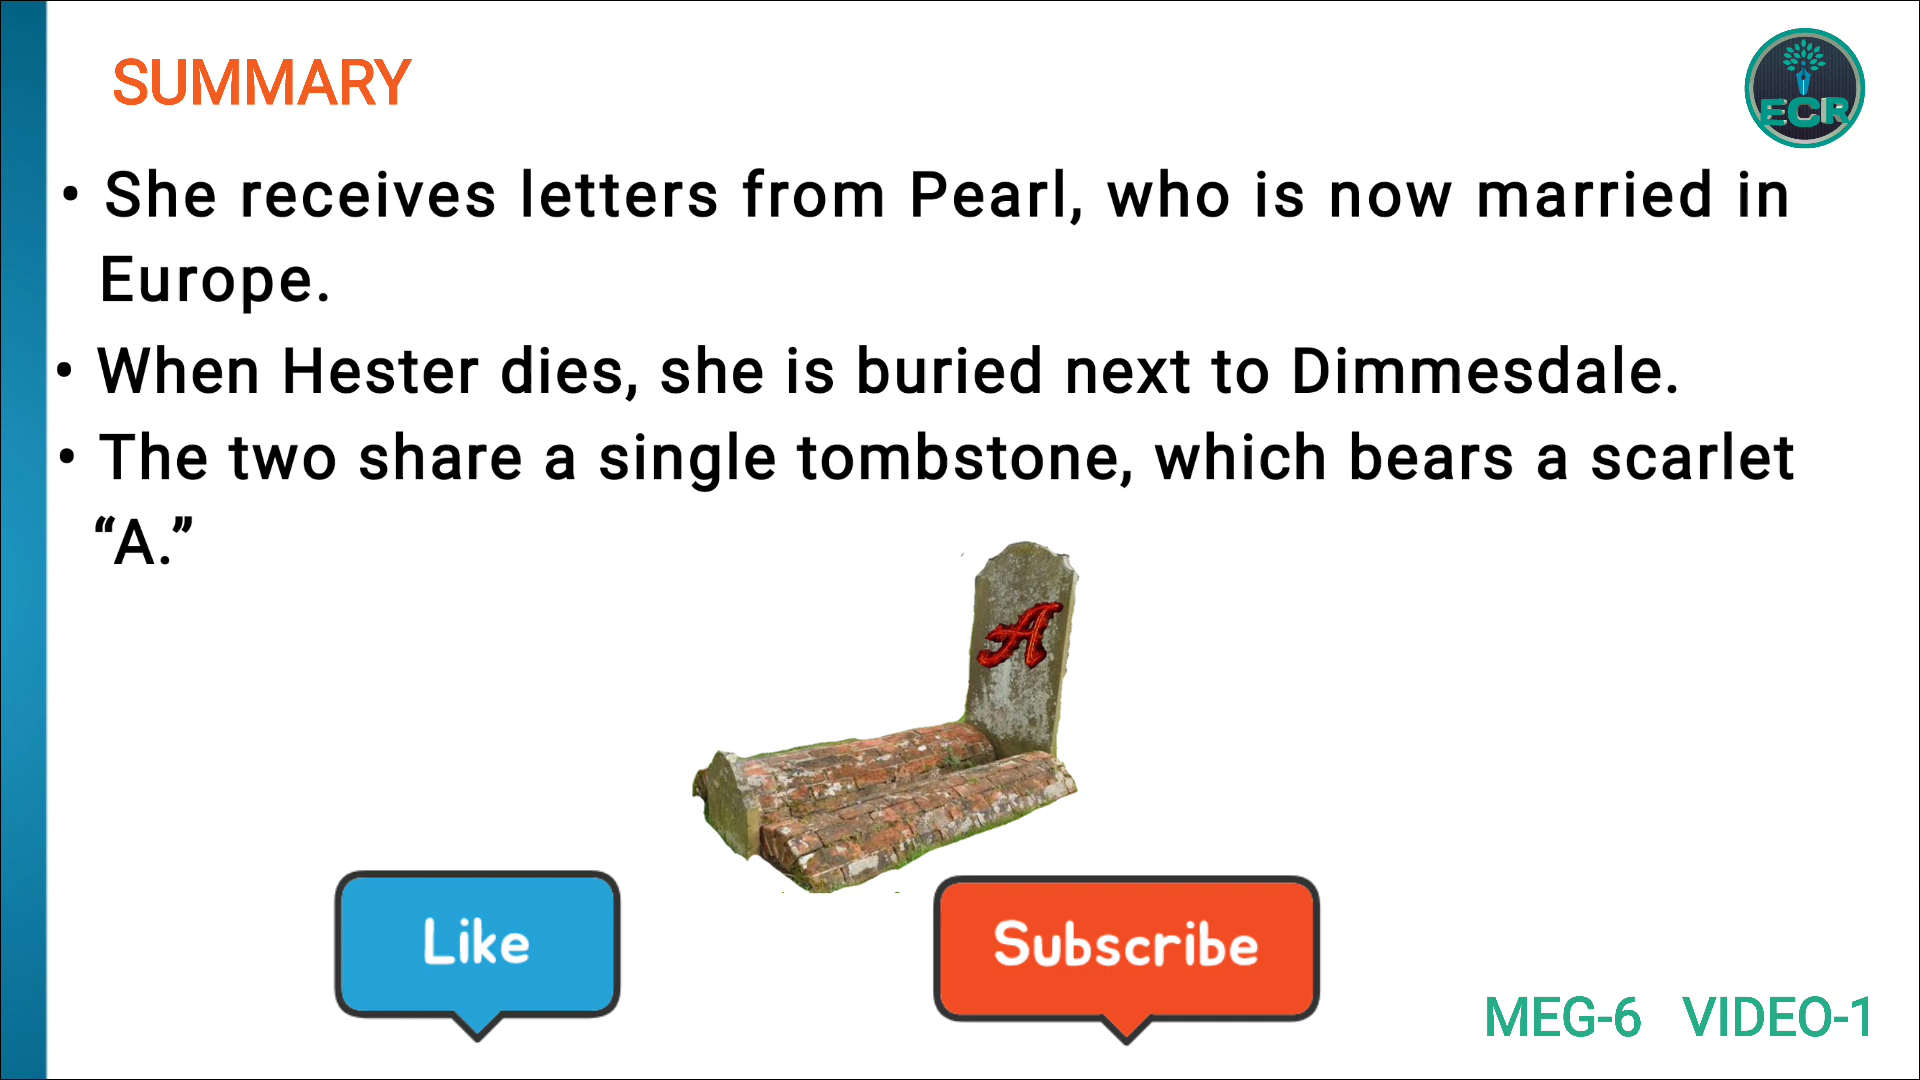 SUMMARY
ECR
• She receives letters from Pearl, who is now married in
Europe.
• When Hester dies, she is buried next to Dimmesdale.
• The two share a single tombstone, which bears a scarlet
“A.”
A
Like
Subscribe
MEG-6 VIDEO-1